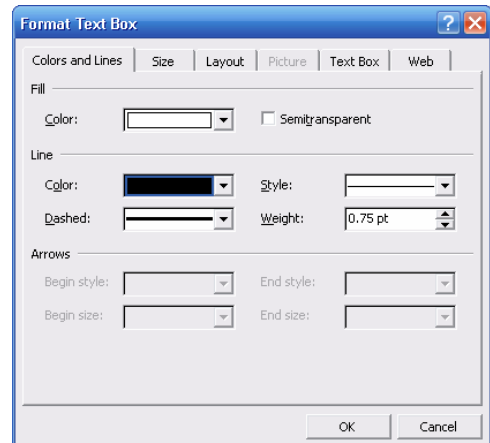 Format Text Box
Colors and Lines Size Layout Picture Text Box Web
Fill
Color: Semitransparent
Line
Color: Style:
Dashed: Weight: 0.75 pt
Arrows
Begin style: End style:
Begin size: End size:
OK Cancel